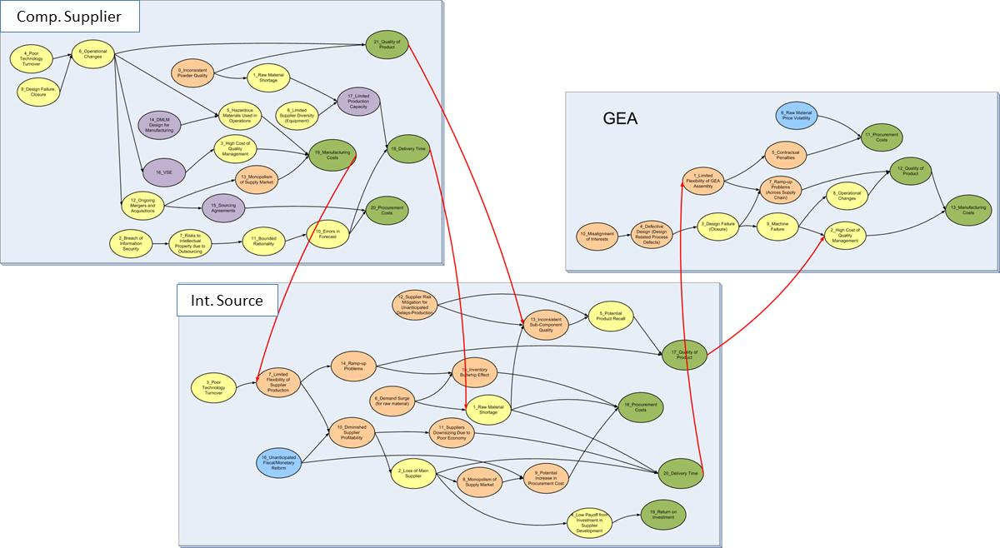 Comp. Supplier
4_Poor
Technology
Turnover
6_Operational
Changes
9_Design Failure,
Closure
0_Inconsistent
Powder Quality
1_Raw Material
Shortage
21_Quality of
Product
14_DMLM
Design for
Manufacturing
5_Hazardous
Materials Used in
Operations
8_Limited
Supplier Diversity
(Equipment)
17_Limited
Production
Capacity
16_VSE
3_High Cost of
Quality
Management
13_Monopolism
of Supply Market
19_Manufacturing
Costs
18_Delivery Time
12_Ongoing
Mergers and
Acquisitions
15_Sourcing
Agreements
20_Procurement
Costs
2_Breach of
Information
Security
7_Risks to
Intellectual
Property due to
Outsourcing
11_Bounded
Rationality
10_Errors in
Forecast
GEA
6_Raw Material
Price Volatility
11_Procurement
Costs
5_Contractual
Penalties
1_Limited
Flexibility of GEA
Assembly
7_Ramp-up
Problems
(Across Supply
Chain)
12_Quality of
Product
8_Operational
Changes
13_Manufacturing
Costs
10_Misalignment
of Interests
4_Defective
Design (Design
Related Process
Defects)
3_Design Failure
(Closure)
9_Machine
Failure
2_High Cost of
Quality
Management
Int. Source
12_Supplier Risk
Mitigation for
Unanticipated
Delays-Production
13_Inconsistent
Sub-Component
Quality
5_Potential
Product Recall
17_Quality of
Product
3_Poor
Technology
Turnover
7_Limited
Flexibility of
Supplier
Production
14_Ramp-up
Problems
Inventory
Bullwhip Effect
6_Demand Surge
(for raw material)
1_Raw Material
Shortage
18_Procurement
Costs
10_Diminished
Supplier
Profitability
11_Suppliers
Downsizing Due to
Poor Economy
16_Unanticipated
Fiscal/Monetary
Reform
2_Loss of Main
Supplier
8_Monopolism of
Supply Market
9_Potential
Increase in
Procurement Cost
20_Delivery Time
4_Low Payoff from
Investment in
Supplier
Development
19_Return on
Investment